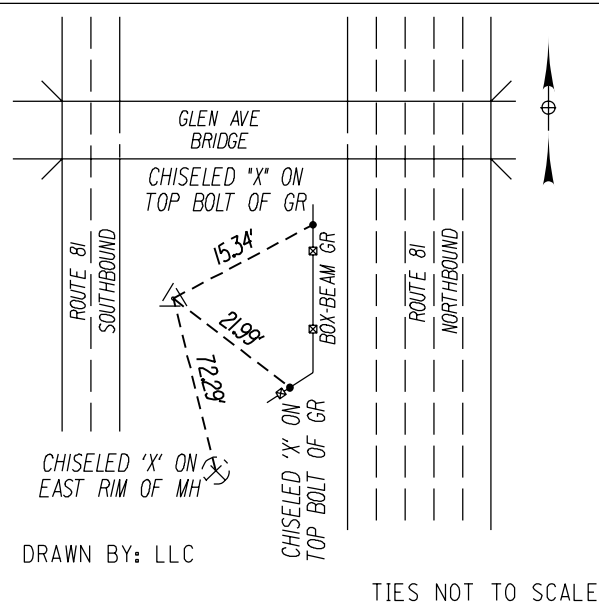 GLEN AVE
BRIDGE
CHISELED "X" ON
TOP BOLT OF GR
15.34'
ROUTE 81
SOUTHBOUND
BOX-BEAM GR
ROUTE 81
NORTHBOUND
21.99'
72.29'
CHISELED 'X' ON
EAST RIM OF MH
CHISELED 'X' ON
TOP BOLT OF GR
DRAWN BY: LLC
TIES NOT TO SCALE